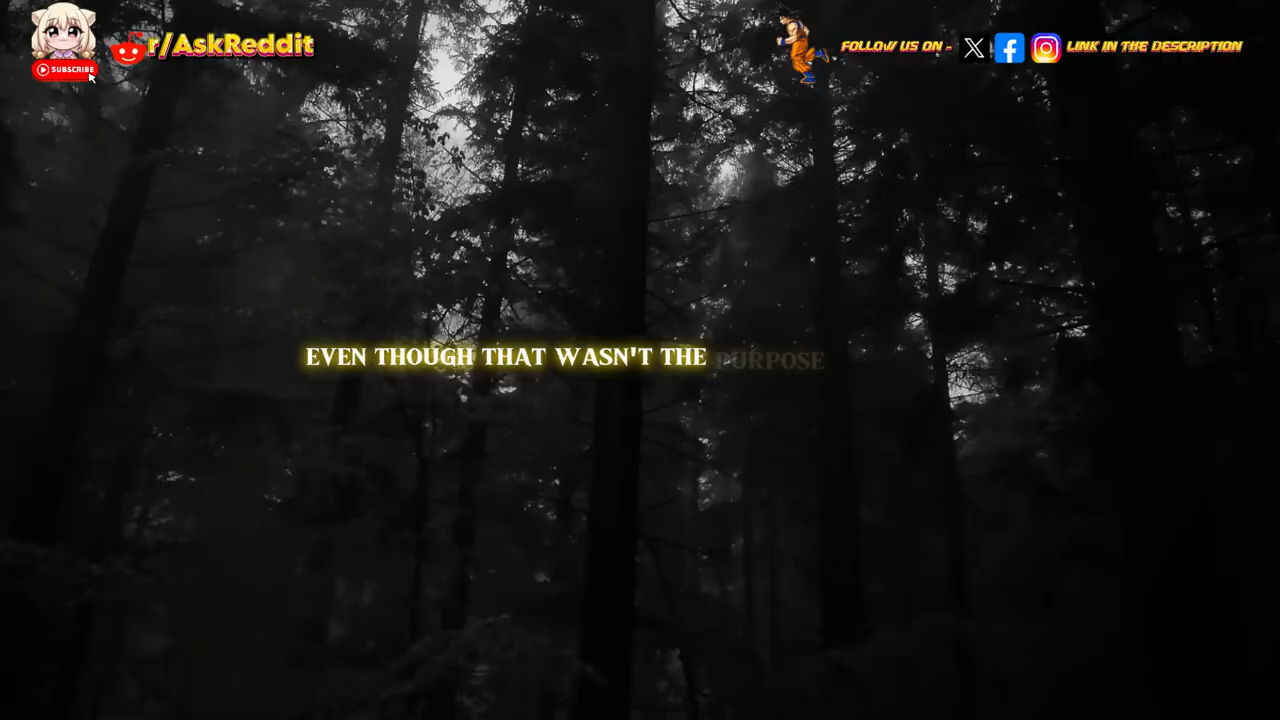 r/AskReddit
SUBSCRIBE
FOLLOW US ON -
LINK IN THE DESCRIPTION
EVEN THOUGH THAT WASN'T THE PURPOSE